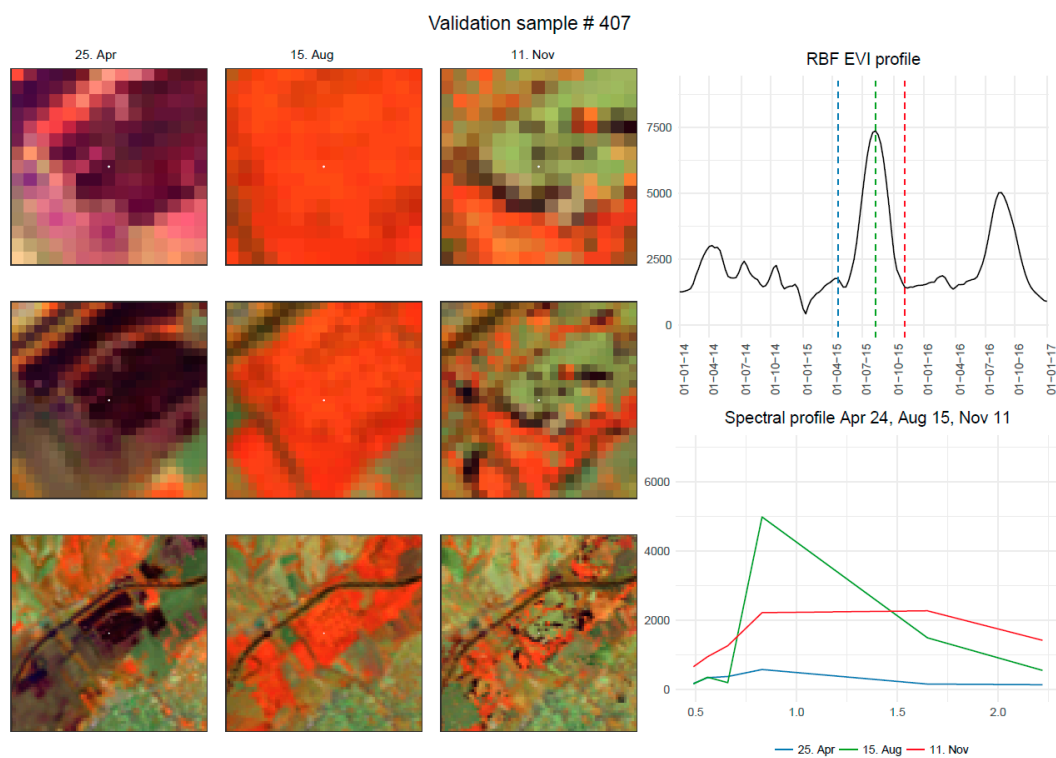 Validation sample # 407
25. Apr
15. Aug
11. Nov
RBF EVI profile
7500
5000
2500
0
01-01-14
01-04-14
01-07-14
01-10-14
01-01-15
01-04-15
01-07-15
01-10-15
01-01-16
01-04-16
01-07-16
01-10-16
01-01-17
Spectral profile Apr 24, Aug 15, Nov 11
6000
4000
2000
0
0.5
1.0
1.5
2.0
25. Apr
15. Aug
11. Nov